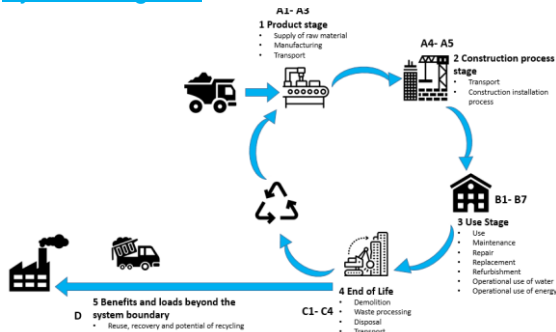 A1- A3
1 Product stage
• Supply of raw material
• Manufacturing
• Transport
A4- A5
2 Construction process
stage
• Transport
• Construction installation
process
B1- B7
3 Use Stage
• Use
• Maintenance
• Repair
• Replacement
• Refurbishment
• Operational use of water
• Operational use of energy
4 End of Life
C1- C4
• Demolition
• Waste processing
• Disposal
• Transport
5 Benefits and loads beyond the
system boundary
D
• Reuse, recovery and potential of recycling